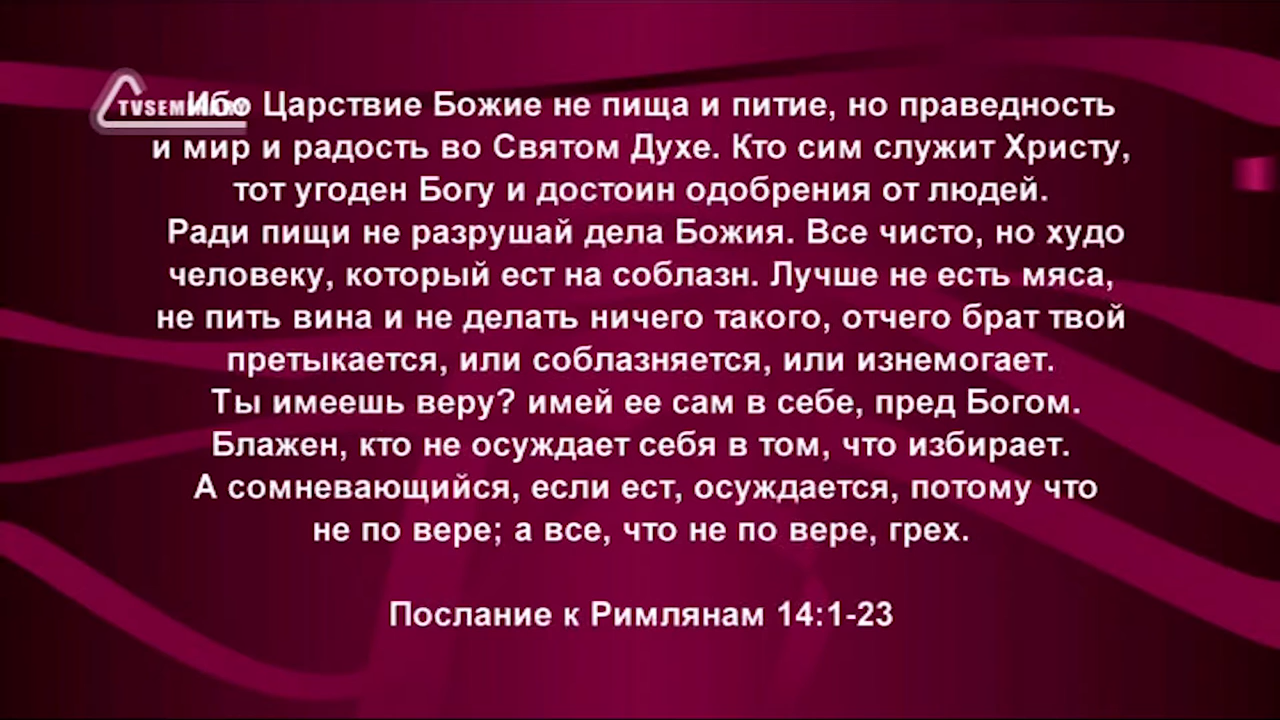 TVSEMINARY
Ибо Царствие Божие не пища и питие, но праведность
и мир и радость во Святом Духе. Кто сим служит Христу,
тот угоден Богу и достоин одобрения от людей.
Ради пищи не разрушай дела Божия. Все чисто, но худо
человеку, который ест на соблазн. Лучше не есть мяса,
не пить вина и не делать ничего такого, отчего брат твой
претыкается, или соблазняется, или изнемогает.
Ты имеешь веру? имей ее сам в себе, пред Богом.
Блажен, кто не осуждает себя в том, что избирает.
А сомневающийся, если ест, осуждается, потому что
не по вере; а все, что не по вере, грех.
Послание к Римлянам 14:1-23